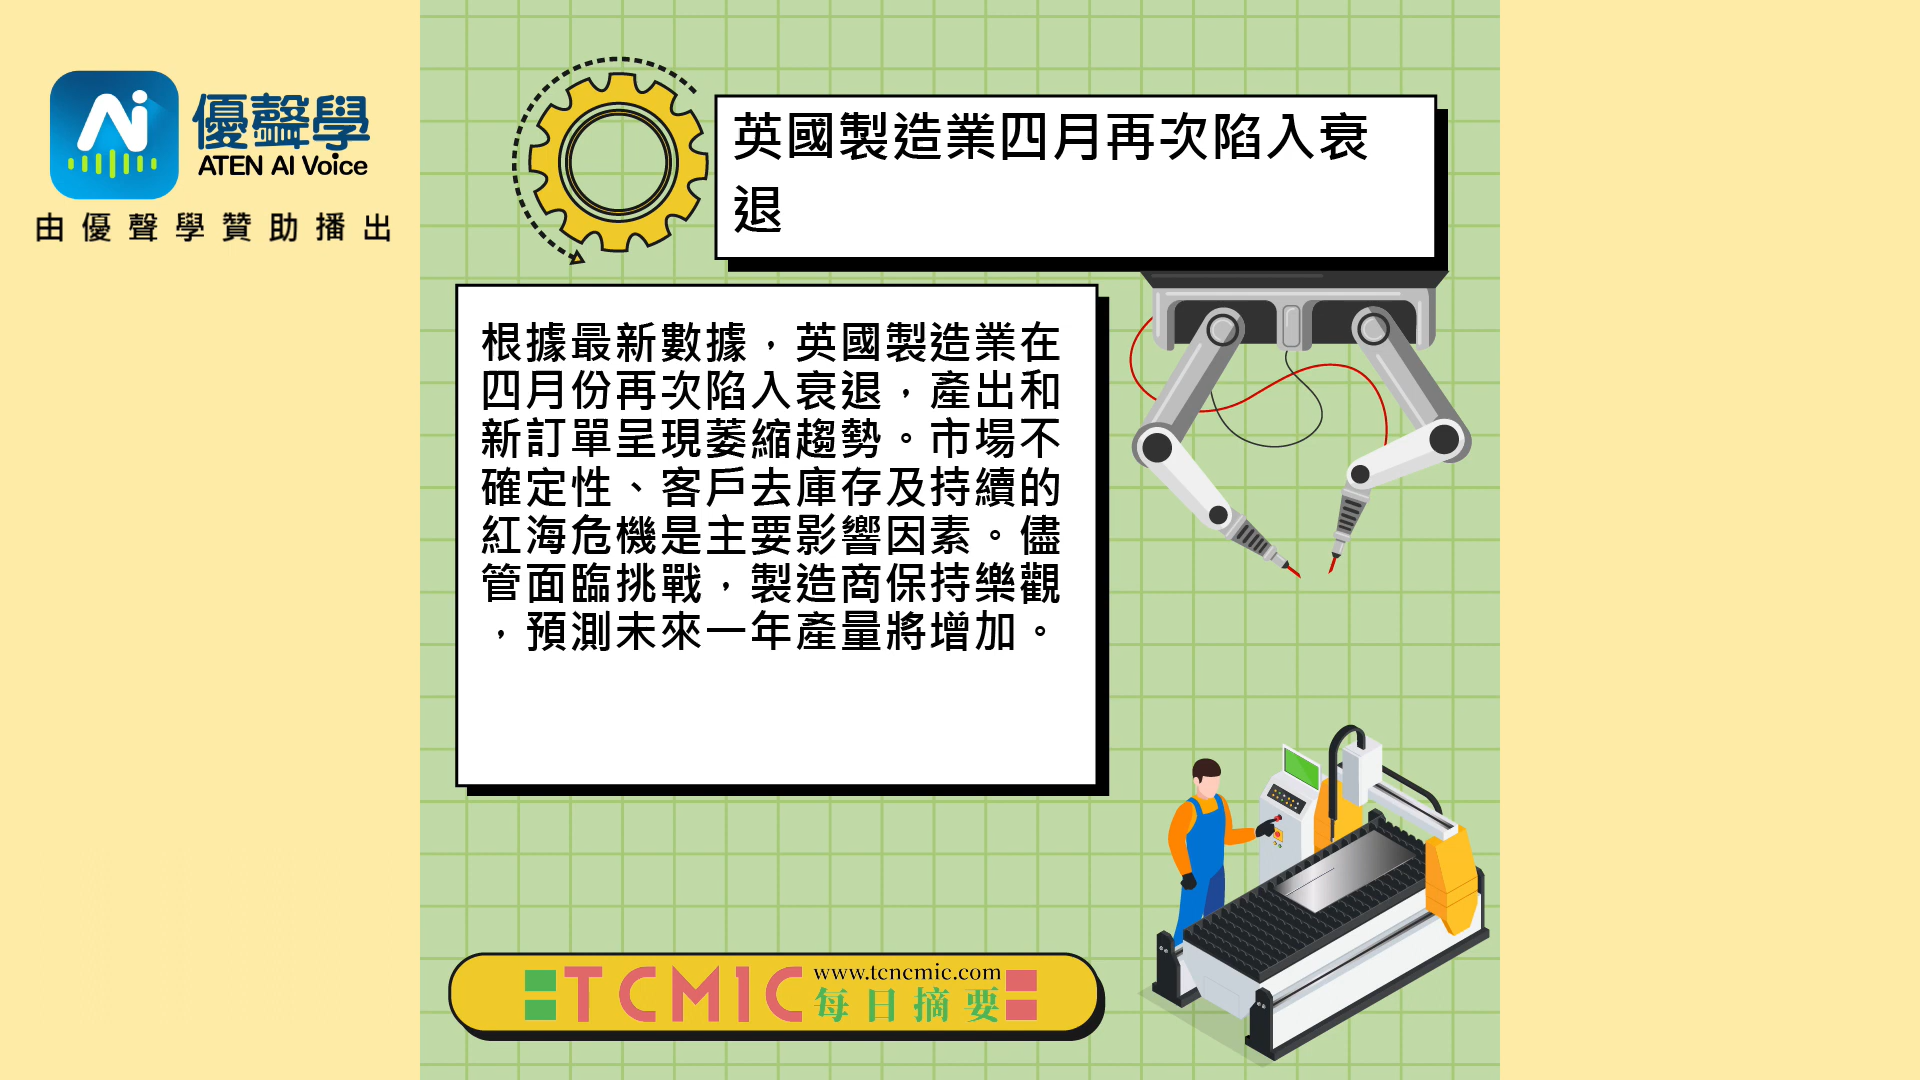 Ai
優聲學
ATEN AI Voice
由優聲學贊助播出
英國製造業四月再次陷入衰
退
根據最新數據，英國製造業在
四月份再次陷入衰退，產出和
新訂單呈現萎縮趨勢。市場不
確定性、客戶去庫存及持續的
紅海危機是主要影響因素。儘
管面臨挑戰，製造商保持樂觀
，預測未來一年產量將增加。
TCMIC
www.tcncmic.com
每日摘要